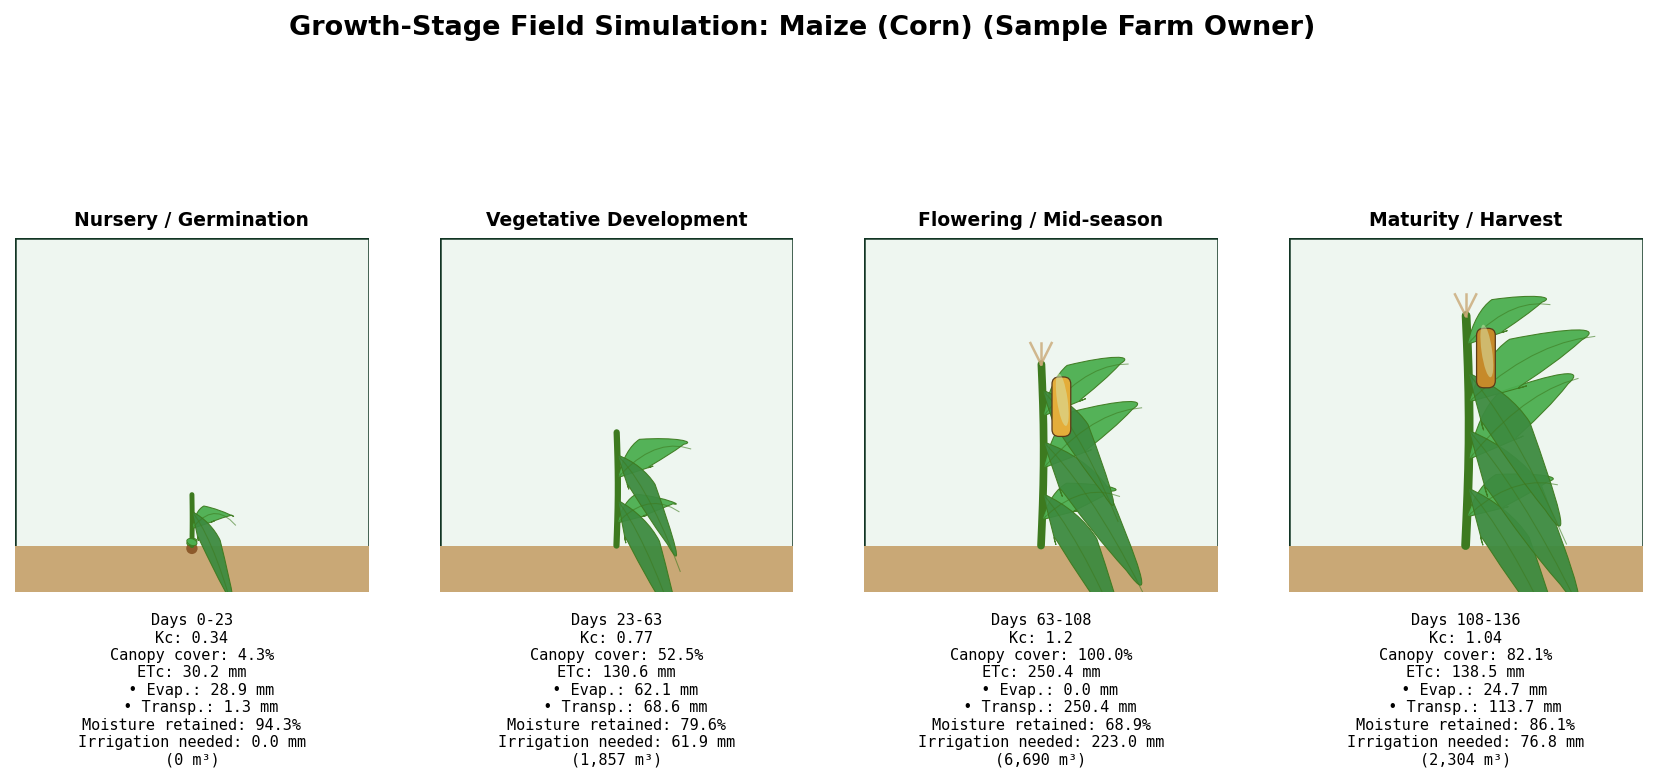 Growth-Stage Field Simulation: Maize (Corn) (Sample Farm Owner)
Nursery / Germination
Days 0-23
Kc: 0.34
Canopy cover: 4.3%
ETc: 30.2 mm
• Evap.: 28.9 mm
• Transp.: 1.3 mm
Moisture retained: 94.3%
Irrigation needed: 0.0 mm
(0 m³)
Vegetative Development
Days 23-63
Kc: 0.77
Canopy cover: 52.5%
ETc: 130.6 mm
• Evap.: 62.1 mm
• Transp.: 68.6 mm
Moisture retained: 79.6%
Irrigation needed: 61.9 mm
(1,857 m³)
Flowering / Mid-season
Days 63-108
Kc: 1.2
Canopy cover: 100.0%
ETc: 250.4 mm
• Evap.: 0.0 mm
• Transp.: 250.4 mm
Moisture retained: 68.9%
Irrigation needed: 223.0 mm
(6,690 m³)
Maturity / Harvest
Days 108-136
Kc: 1.04
Canopy cover: 82.1%
ETc: 138.5 mm
• Evap.: 24.7 mm
• Transp.: 113.7 mm
Moisture retained: 86.1%
Irrigation needed: 76.8 mm
(2,304 m³)